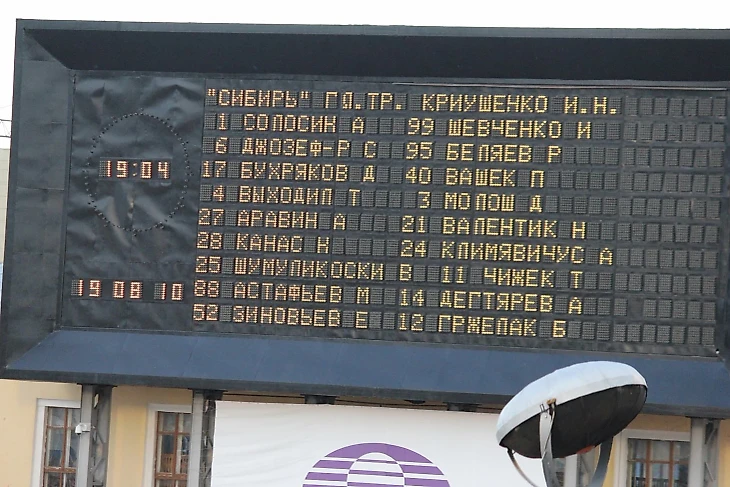 "СИБИРЬ" ГЛ.ТР. КРИУШЕНКО И.Н.
1 СОЛОСИН А 99 ШЕВЧЕНКО И
6 ДЖОЗЕФ-Р С 95 БЕЛЯЕВ Р
19:04
17 БУХРЯКОВ Д 40 ВАШЕК П
4 ВЫХОДИЛ Т 3 МОЛОШ Д
27 АРАВИН А 21 ВАЛЕНТИК Н
28 КАНАС Н 24 КЛИМЯВИЧУС А
25 ШУМУЛИКОСКИ В 11 ЧИЖЕК Т
19 08 10
88 АСТАФЬЕВ М 14 ДЕГТЯРЕВ А
52 ЗИНОВЬЕВ Е 12 ГРЖЕЛАК Б